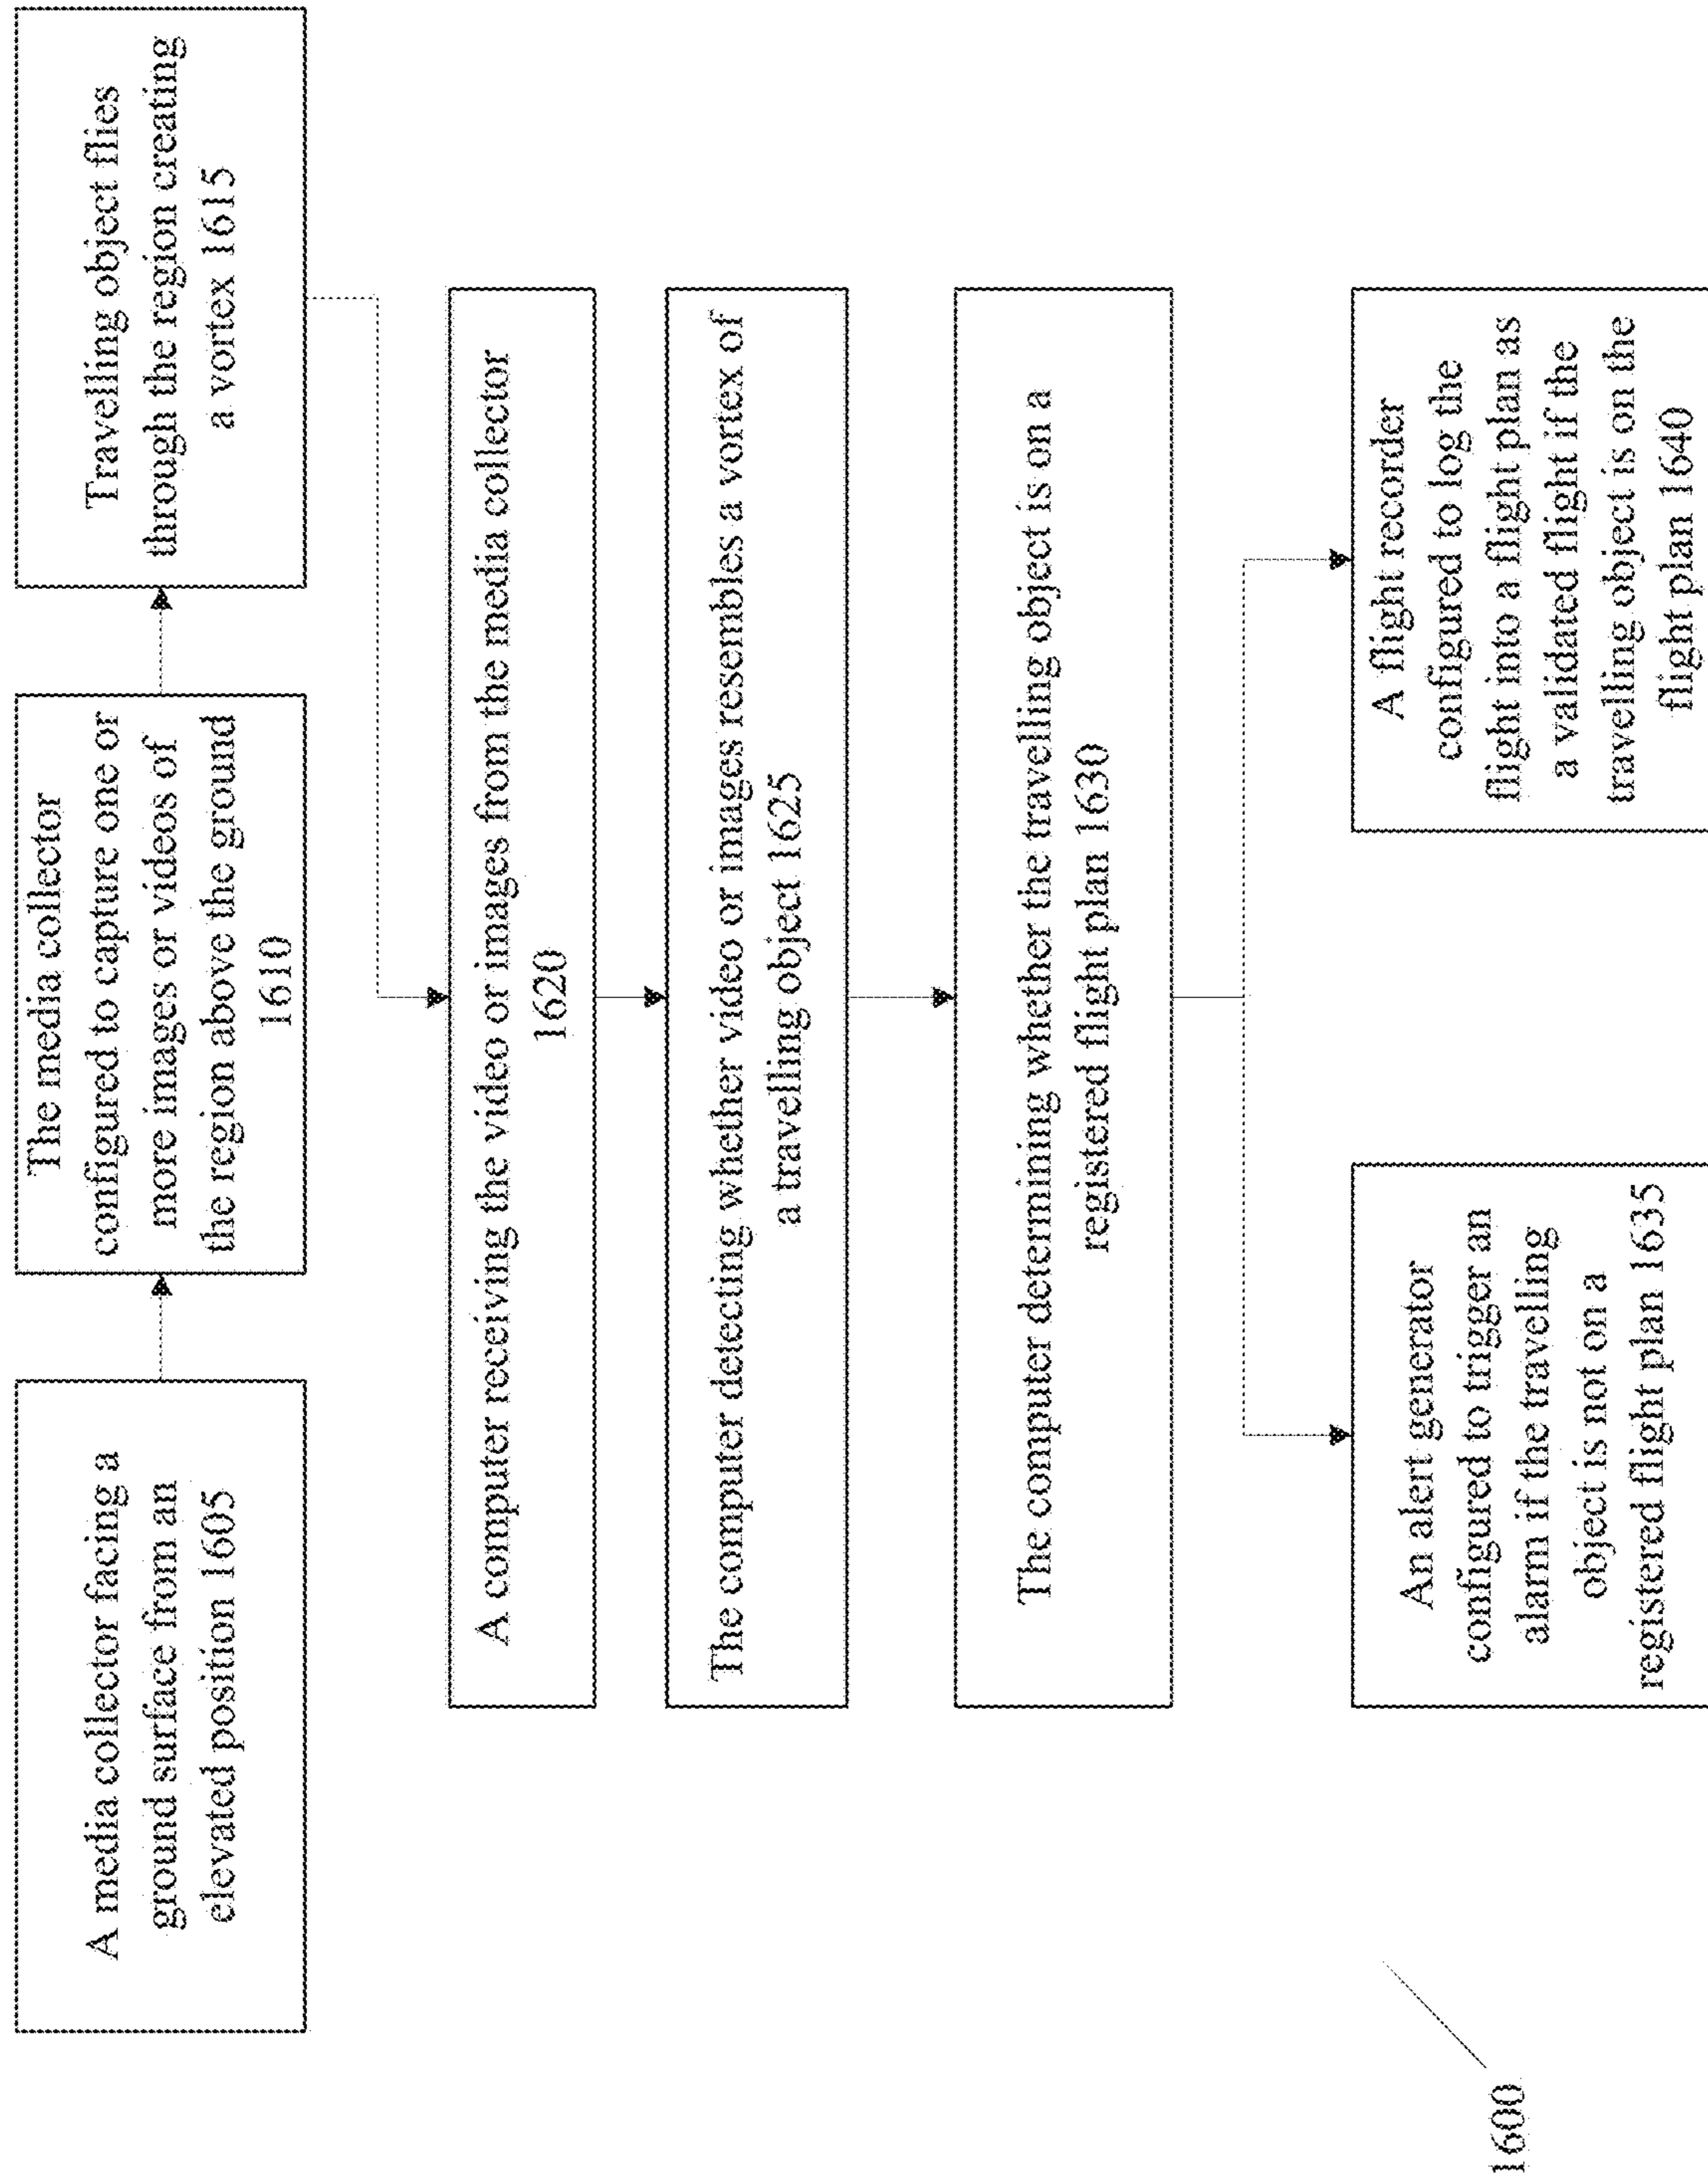 A media collector facing a
ground surface from an
elevated position 1605
The media collector
configured to capture one or
more images or videos of
the region above the ground
1610
Travelling object flies
through the region creating
a vortex 1615
A computer receiving the video or images from the media collector
1620
The computer detecting whether video or images resembles a vortex of
a travelling object 1625
The computer determining whether the travelling object is on a
registered flight plan 1630
An alert generator
configured to trigger an
alarm if the travelling
object is not on a
registered flight plan 1635
A flight recorder
configured to log the
flight into a flight plan as
a validated flight if the
travelling object is on the
flight plan 1640
1600